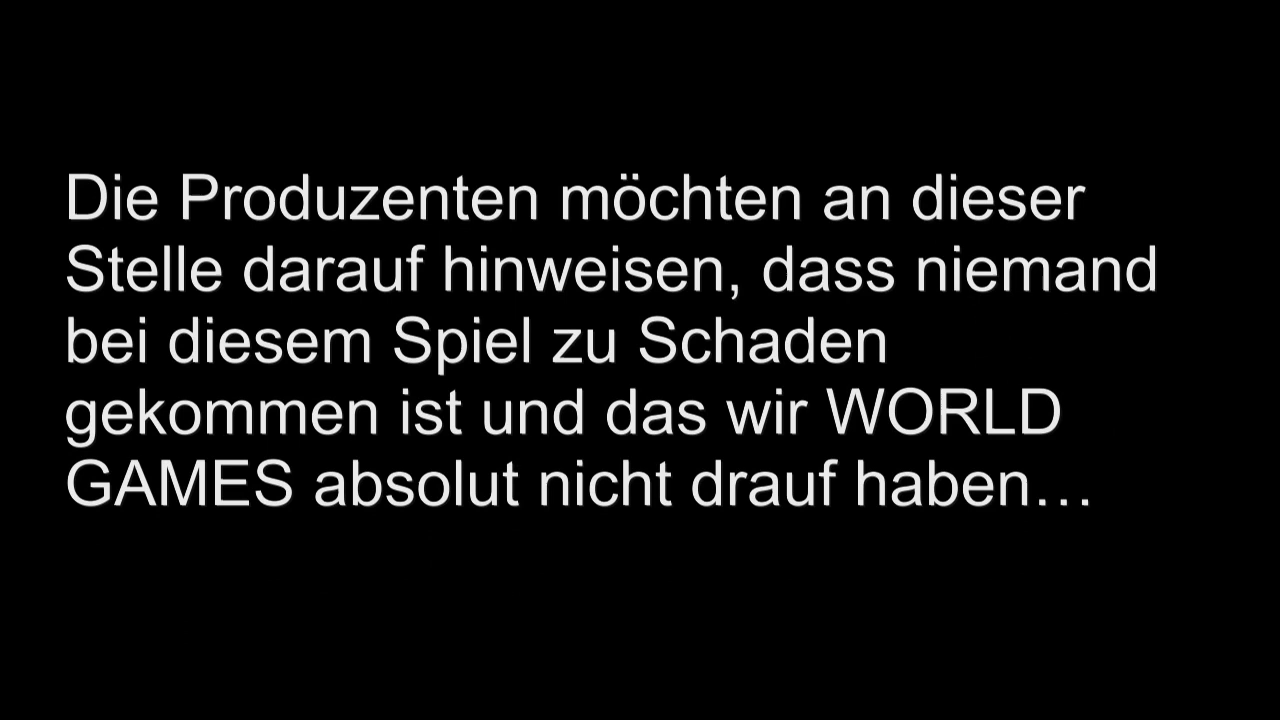 Die Produzenten möchten an dieser
Stelle darauf hinweisen, dass niemand
bei diesem Spiel zu Schaden
gekommen ist und das wir WORLD
GAMES absolut nicht drauf haben…